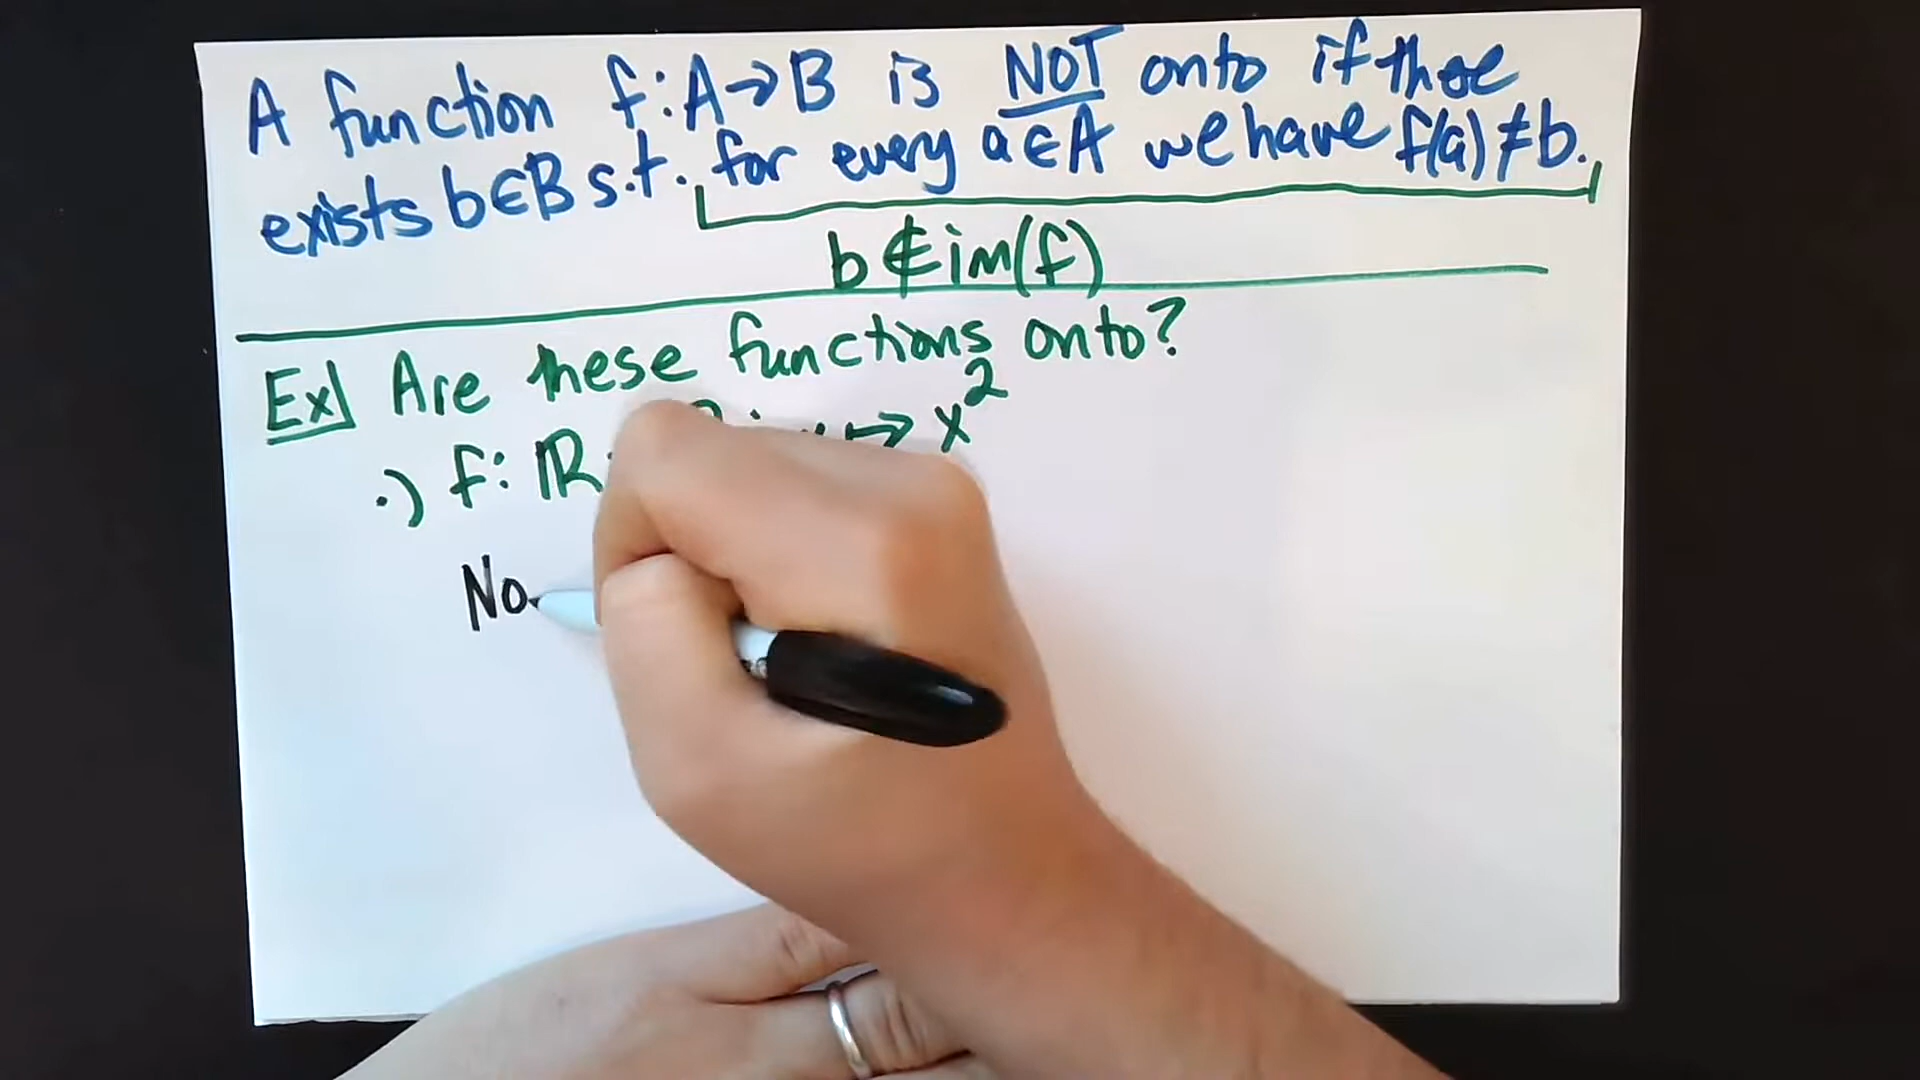 A function f:A→B is NOT onto if there
exists b∈B s.t. for every a∈A we have f(a)≠b.
b∉im(f)
Ex] Are these functions onto?
·) f: ℝ ↦ x²
No